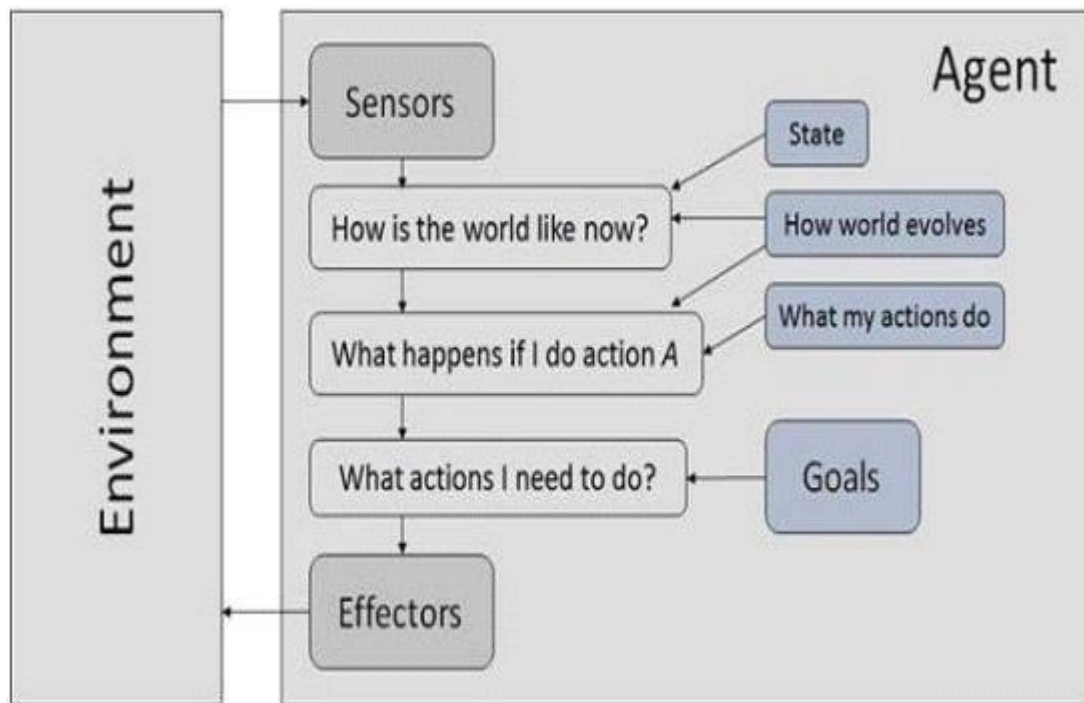 Environment
Agent
Sensors
State
How is the world like now?
How world evolves
What my actions do
What happens if I do action A
What actions I need to do?
Goals
Effectors